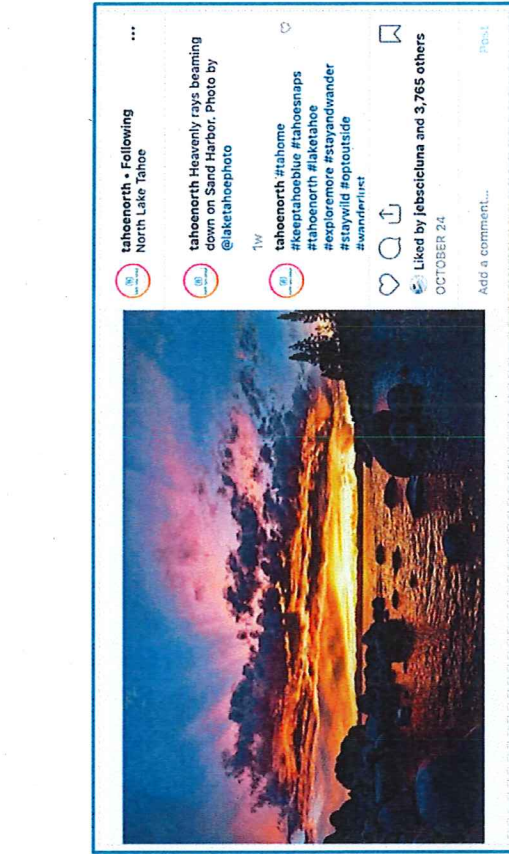 tahoenorth • Following
North Lake Tahoe
tahoenorth Heavenly rays beaming
down on Sand Harbor. Photo by
@laketahoephoto
1w
tahoenorth #tahome
#keeptahoeblue #tahoesnaps
#tahoenorth #laketahoe
#exploremore #stayandwander
#staywild #optoutside
#wanderlust
Liked by jebscicluna and 3,765 others
OCTOBER 24
Add a comment...
Post